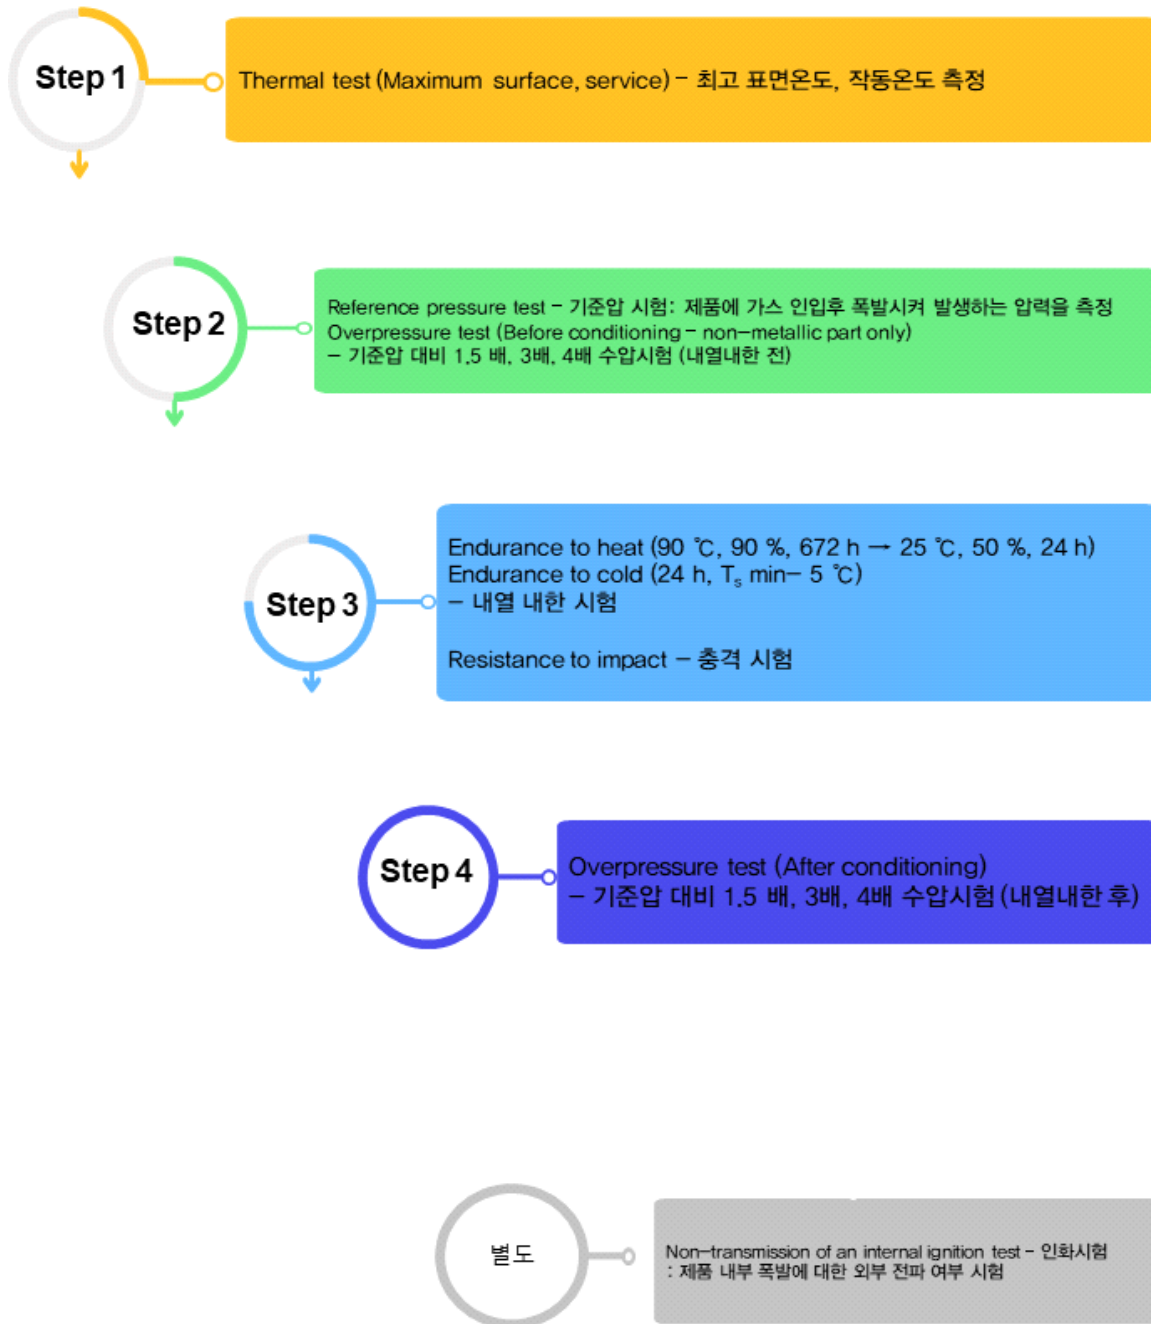 Step 1
Thermal test (Maximum surface, service) - 최고 표면온도, 작동온도 측정
Step 2
Reference pressure test - 기준압 시험: 제품에 가스 인입후 폭발시켜 발생하는 압력을 측정
Overpressure test (Before conditioning - non-metallic part only)
- 기준압 대비 1.5 배, 3배, 4배 수압시험 (내열내한 전)
Step 3
Endurance to heat (90 ℃, 90 %, 672 h → 25 ℃, 50 %, 24 h)
Endurance to cold (24 h, Tₛ min- 5 ℃)
- 내열 내한 시험
Resistance to impact - 충격 시험
Step 4
Overpressure test (After conditioning)
- 기준압 대비 1.5 배, 3배, 4배 수압시험 (내열내한 후)
별도
Non-transmission of an internal ignition test - 인화시험
: 제품 내부 폭발에 대한 외부 전파 여부 시험